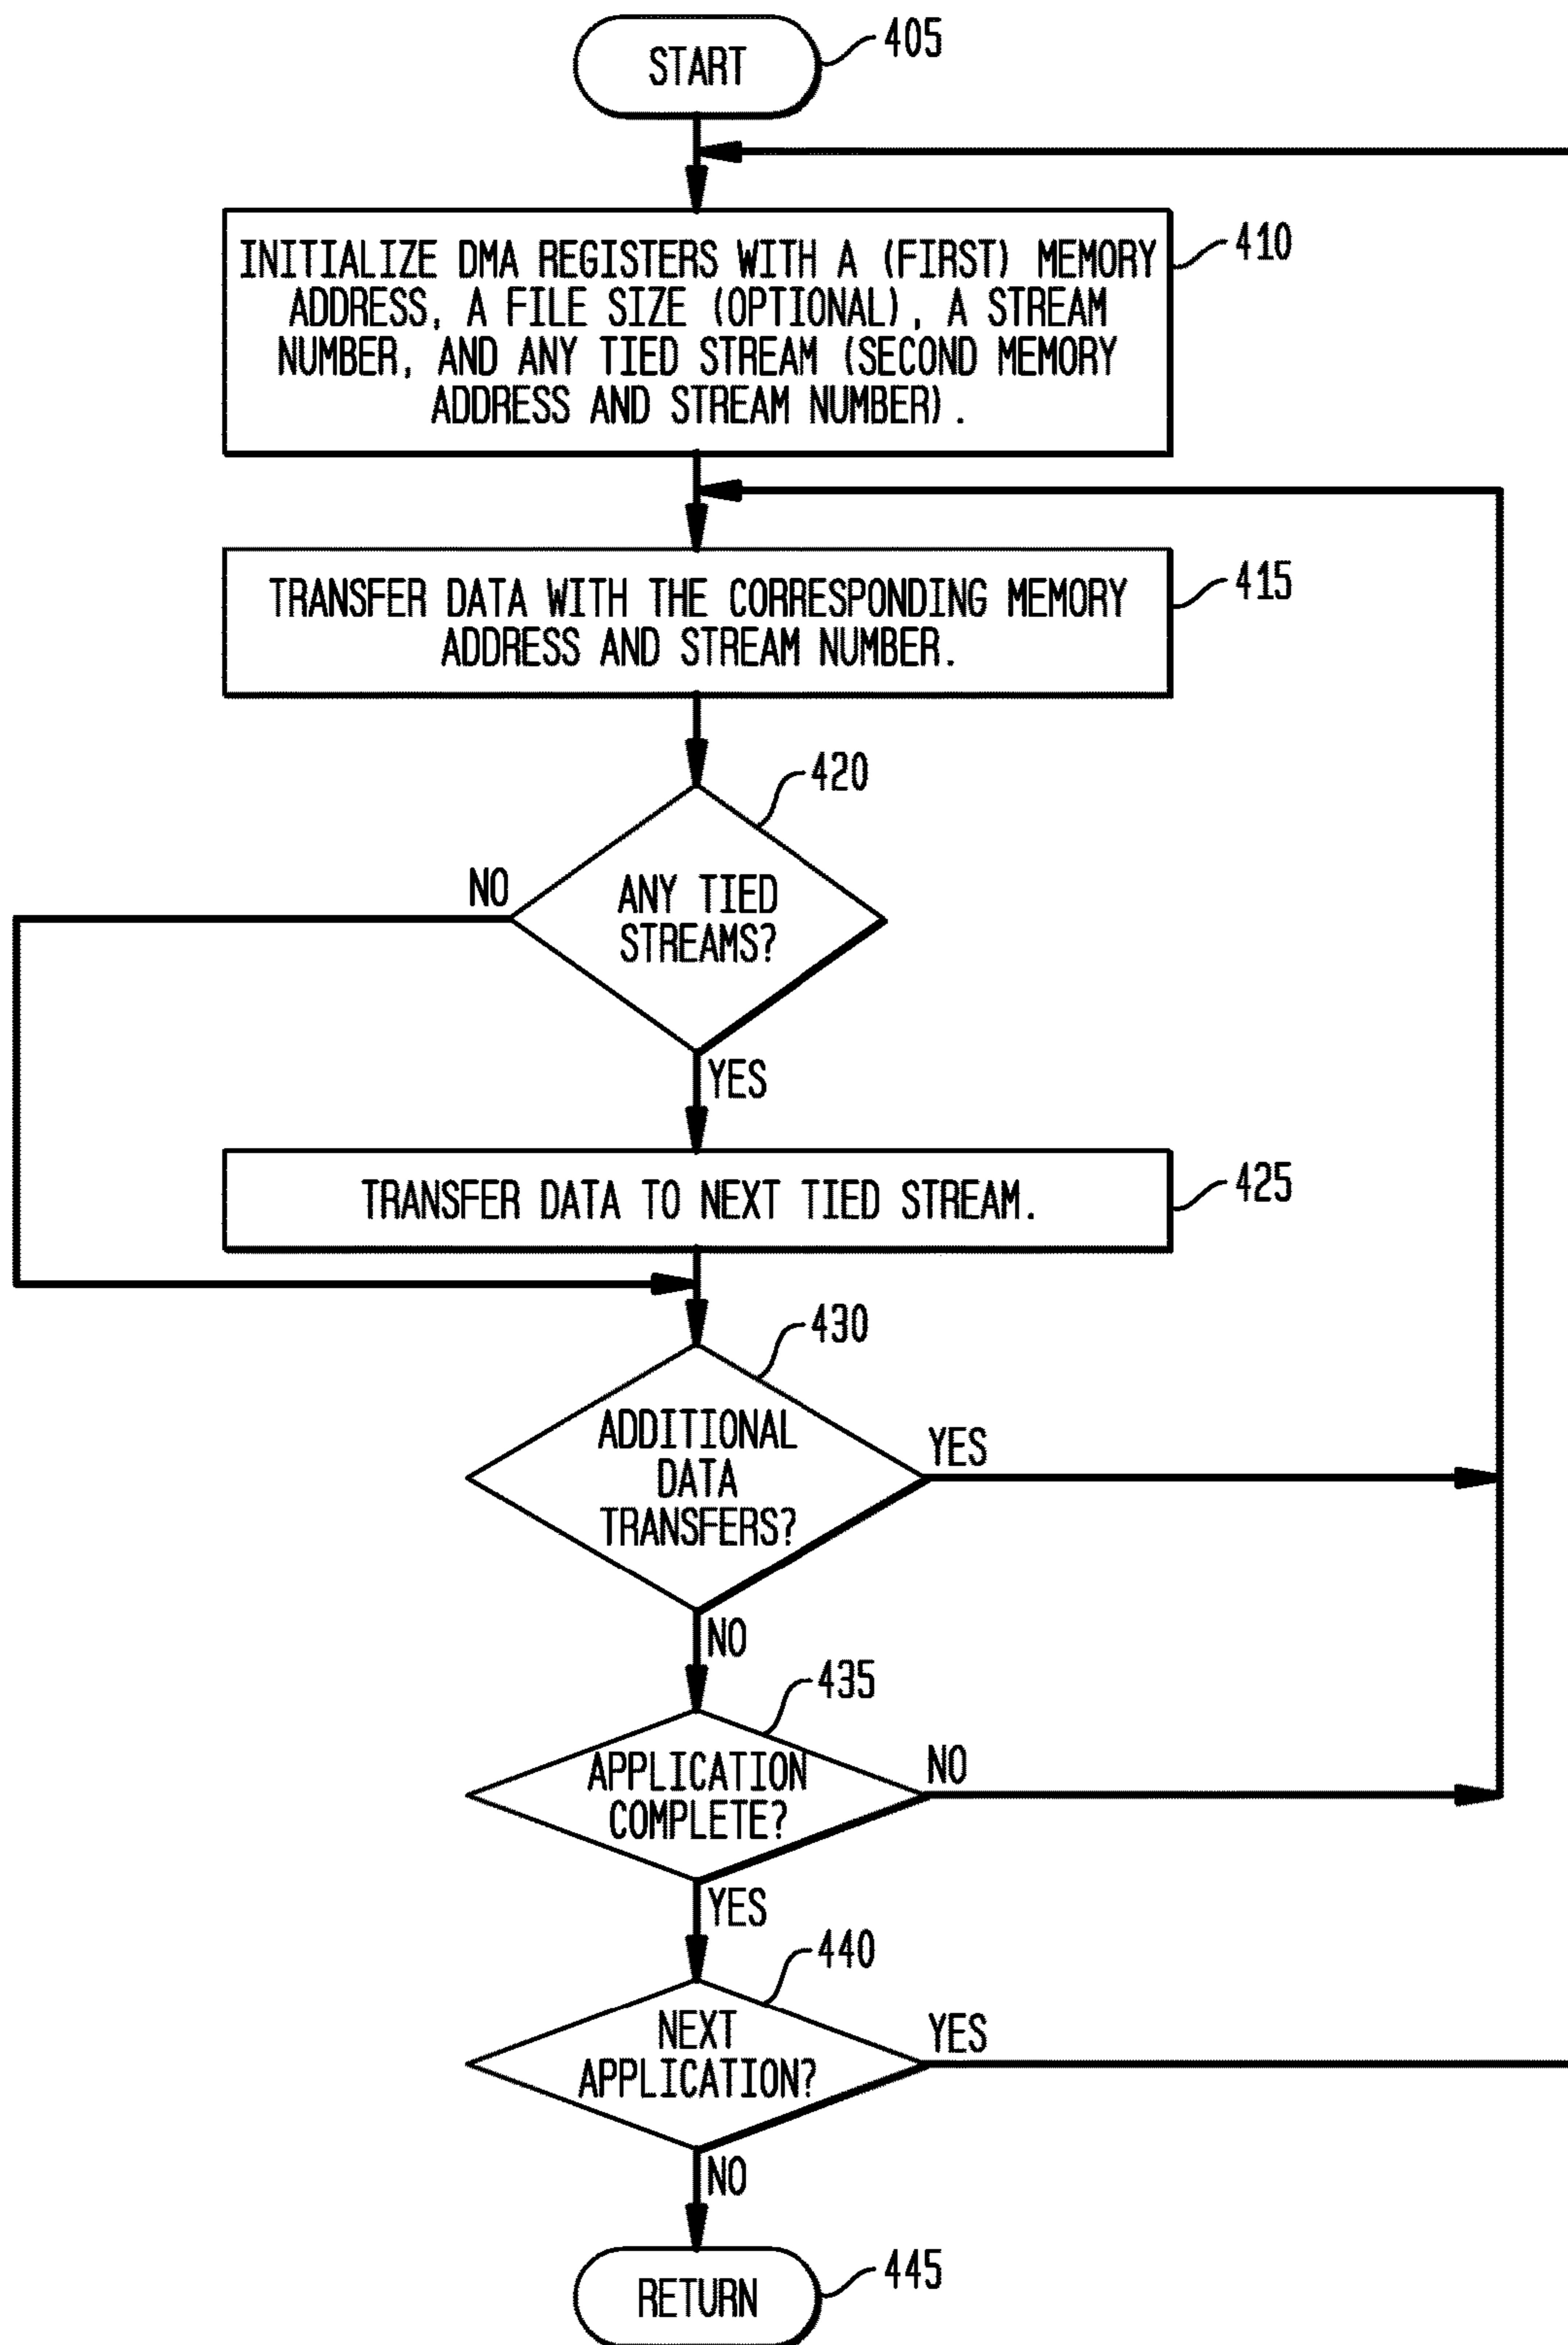 START
405
INITIALIZE DMA REGISTERS WITH A (FIRST) MEMORY
ADDRESS, A FILE SIZE (OPTIONAL), A STREAM
NUMBER, AND ANY TIED STREAM (SECOND MEMORY
ADDRESS AND STREAM NUMBER).
410
TRANSFER DATA WITH THE CORRESPONDING MEMORY
ADDRESS AND STREAM NUMBER.
415
420
ANY TIED
STREAMS?
NO
YES
TRANSFER DATA TO NEXT TIED STREAM.
425
430
ADDITIONAL
DATA
TRANSFERS?
YES
NO
435
APPLICATION
COMPLETE?
NO
YES
440
NEXT
APPLICATION?
YES
NO
RETURN
445